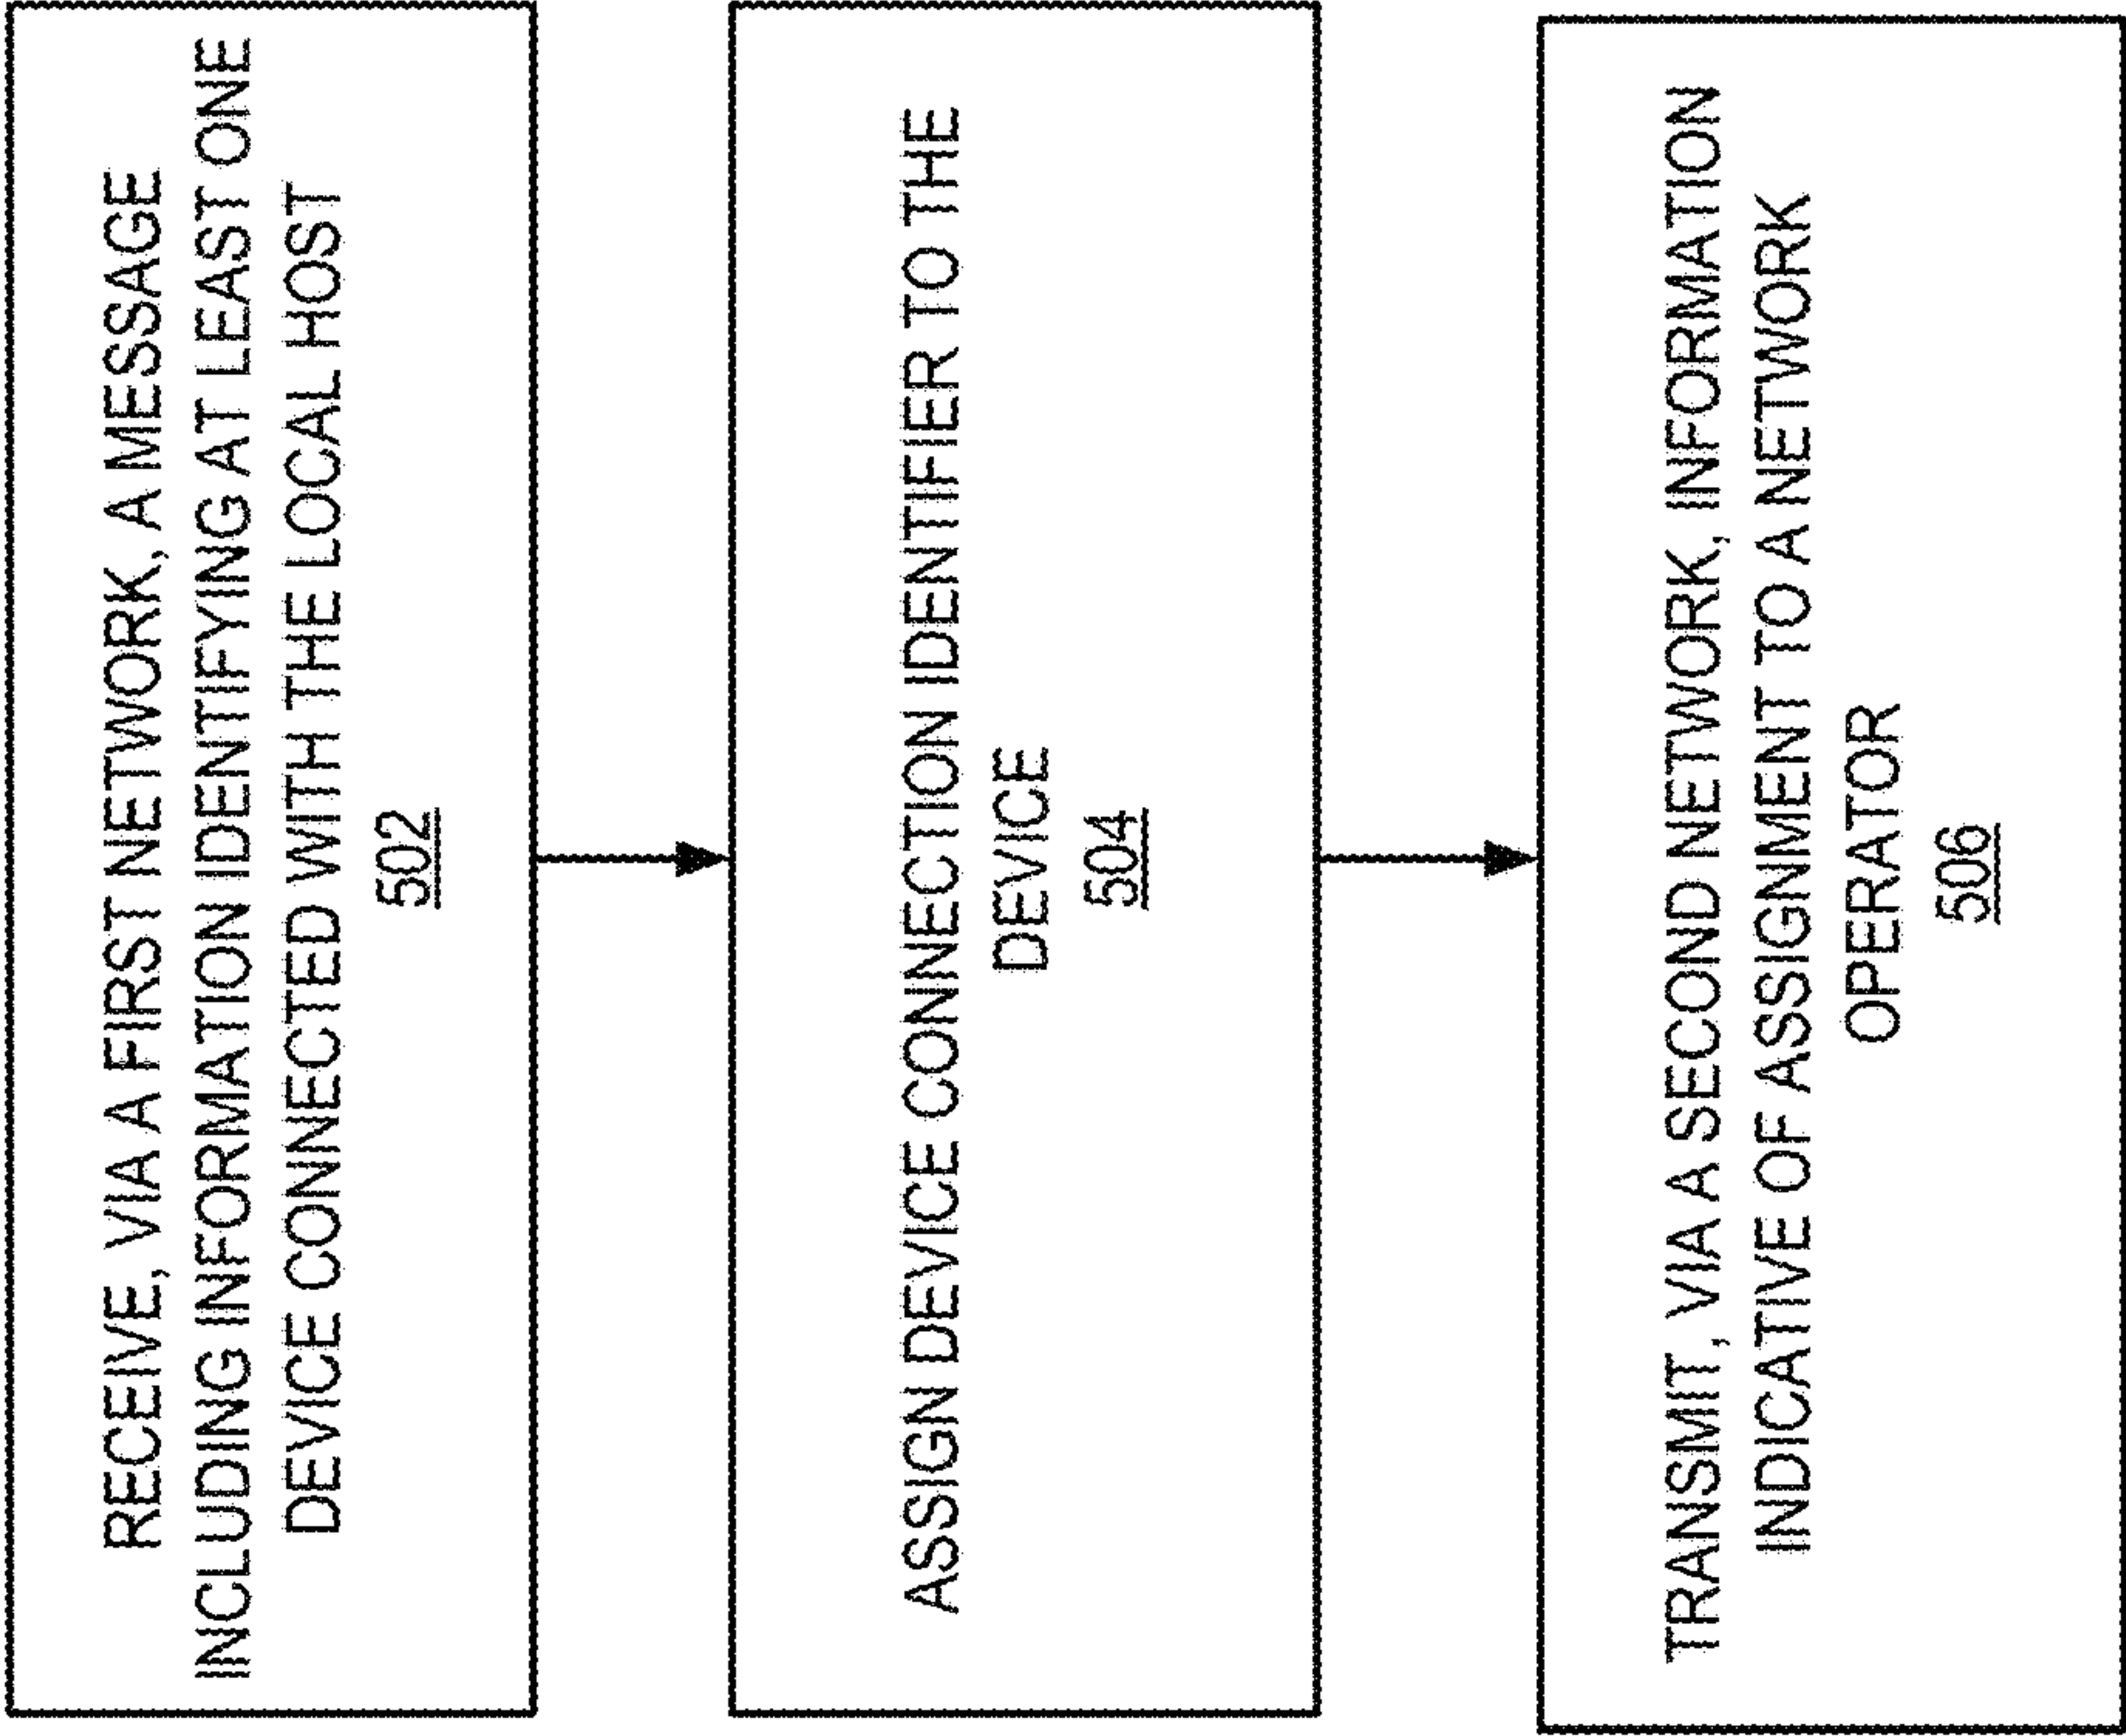 RECEIVE, VIA A FIRST NETWORK, A MESSAGE
INCLUDING INFORMATION IDENTIFYING AT LEAST ONE
DEVICE CONNECTED WITH THE LOCAL HOST
502
ASSIGN DEVICE CONNECTION IDENTIFIER TO THE
DEVICE
504
TRANSMIT, VIA A SECOND NETWORK, INFORMATION
INDICATIVE OF ASSIGNMENT TO A NETWORK
OPERATOR
506